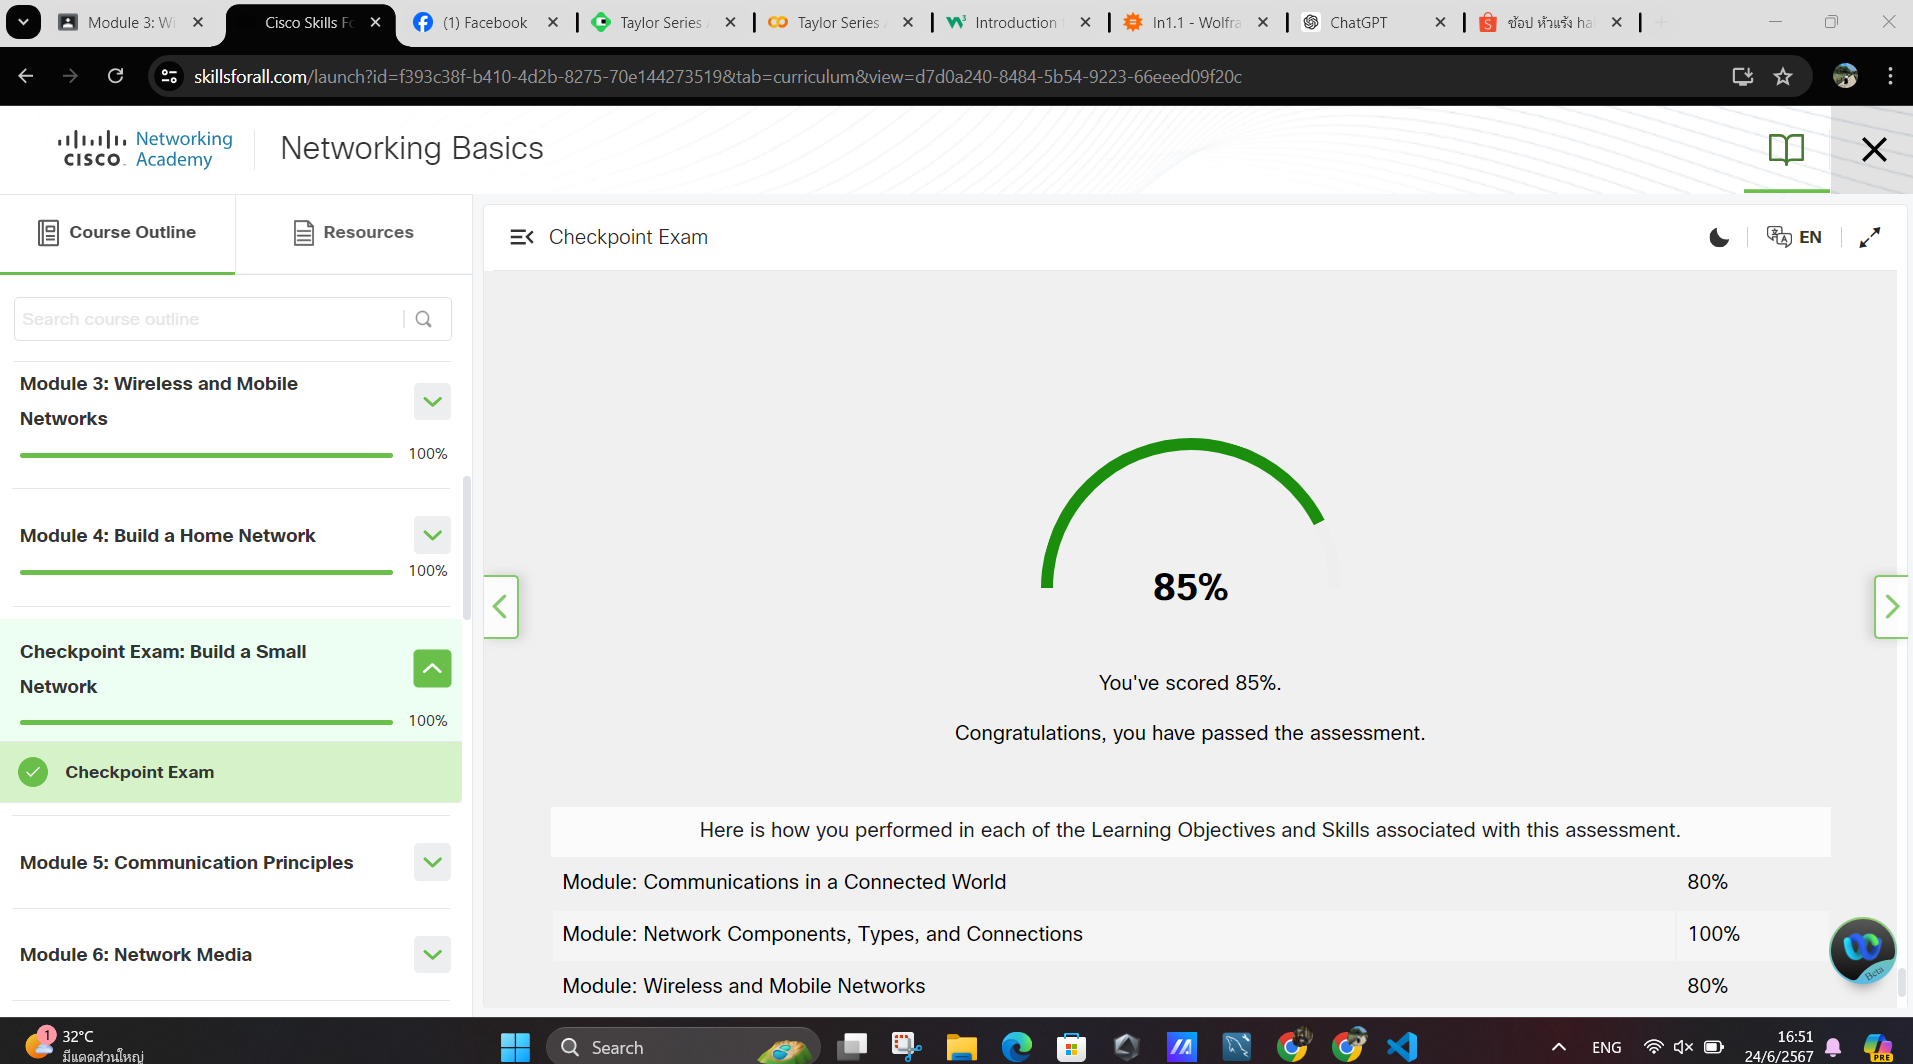 Module 3: Wi
Cisco Skills Fo
(1) Facebook
Taylor Series
Taylor Series
Introduction
In1.1 - Wolfra
ChatGPT
ช้อป หัวแร้ง
skillsforall.com/launch?id=f393c38f-b410-4d2b-8275-70e144273519&tab=curriculum&view=d7d0a240-8484-5b54-9223-66eeed09f20c
CISCO Networking Academy
Networking Basics
Course Outline
Resources
Checkpoint Exam
EN
Search course outline
Module 3: Wireless and Mobile
Networks
100%
Module 4: Build a Home Network
100%
Checkpoint Exam: Build a Small
Network
100%
Checkpoint Exam
Module 5: Communication Principles
Module 6: Network Media
85%
You've scored 85%.
Congratulations, you have passed the assessment.
Here is how you performed in each of the Learning Objectives and Skills associated with this assessment.
Module: Communications in a Connected World 80%
Module: Network Components, Types, and Connections 100%
Module: Wireless and Mobile Networks 80%
Beta
1
32°C
มีแดดส่วนใหญ่
Search
ENG
16:51
24/6/2567
PRE